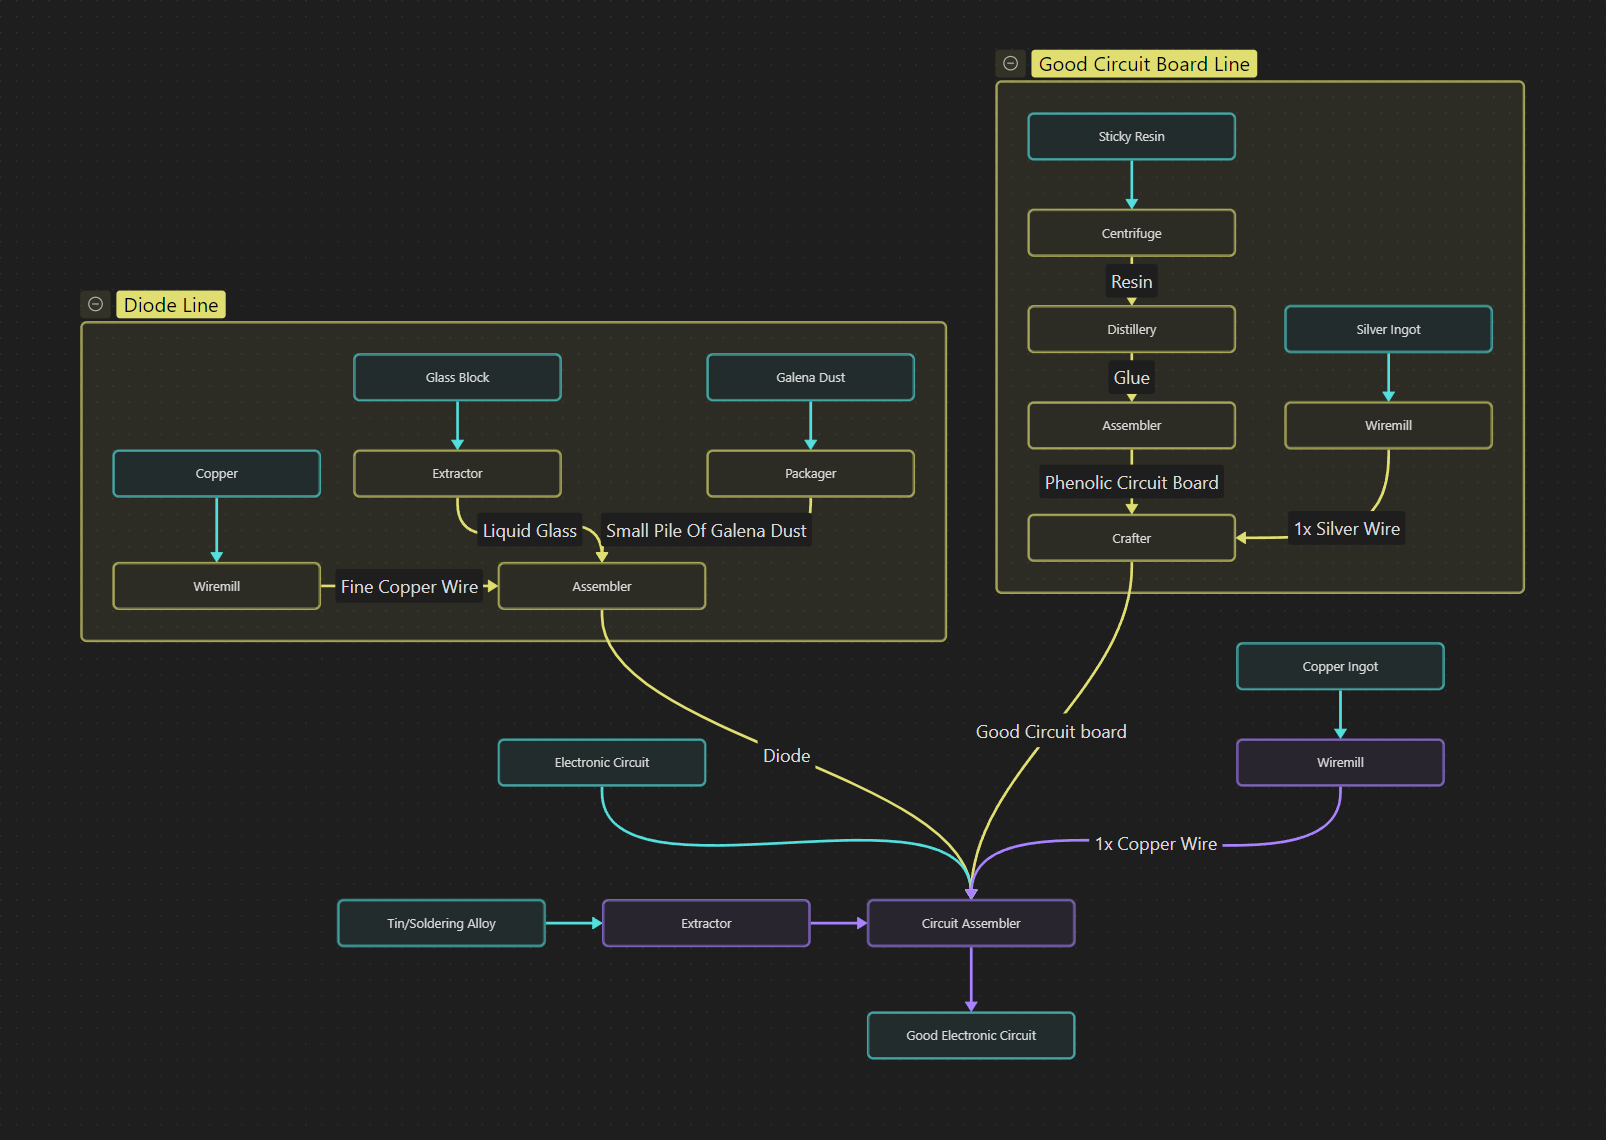 Good Circuit Board Line
Sticky Resin
Centrifuge
Resin
Distillery
Silver Ingot
Glue
Assembler
Wiremill
Phenolic Circuit Board
1x Silver Wire
Crafter
Diode Line
Glass Block
Galena Dust
Copper
Extractor
Packager
Liquid Glass
Small Pile Of Galena Dust
Wiremill
Fine Copper Wire
Assembler
Copper Ingot
Good Circuit board
Diode
Electronic Circuit
Wiremill
1x Copper Wire
Tin/Soldering Alloy
Extractor
Circuit Assembler
Good Electronic Circuit